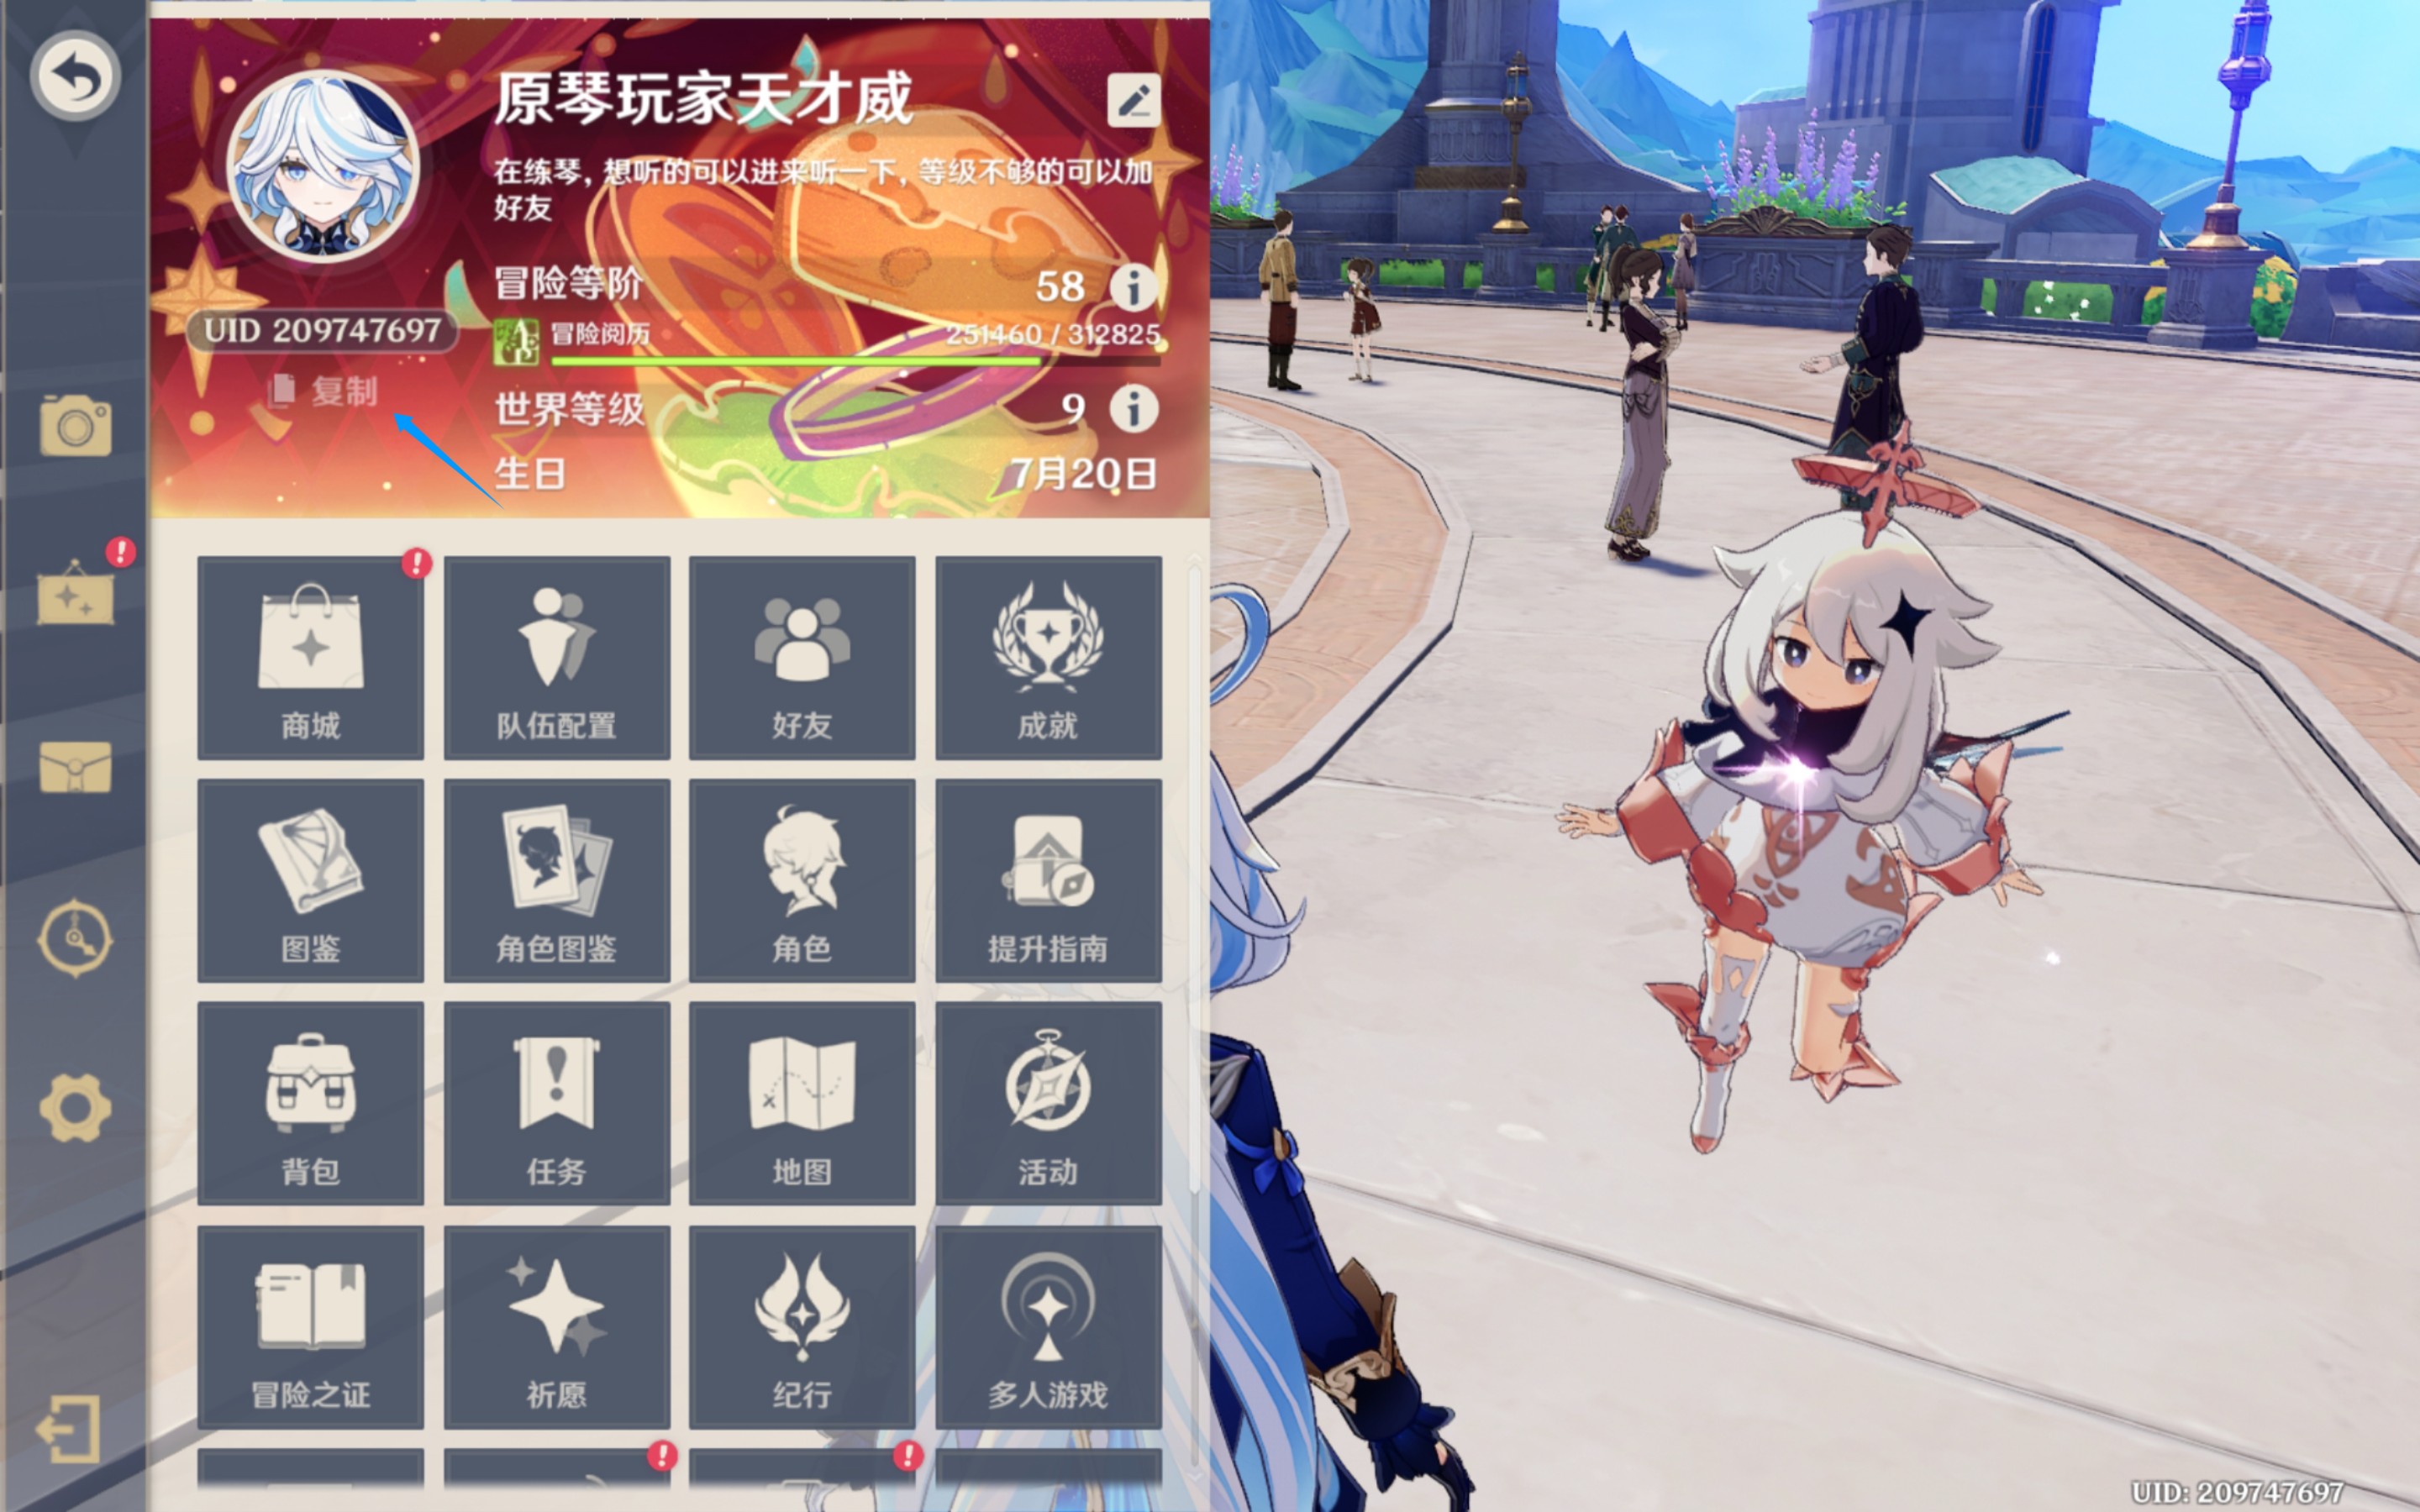 原琴玩家天才威
在练琴，想听的可以进来听一下，等级不够的可以加
好友
UID 209747697
复制
冒险等阶 58
冒险阅历 251460 / 312825
世界等级 9
生日 7月20日
商城 队伍配置 好友 成就
图鉴 角色图鉴 角色 提升指南
背包 任务 地图 活动
冒险之证 祈愿 纪行 多人游戏
UID: 209747697